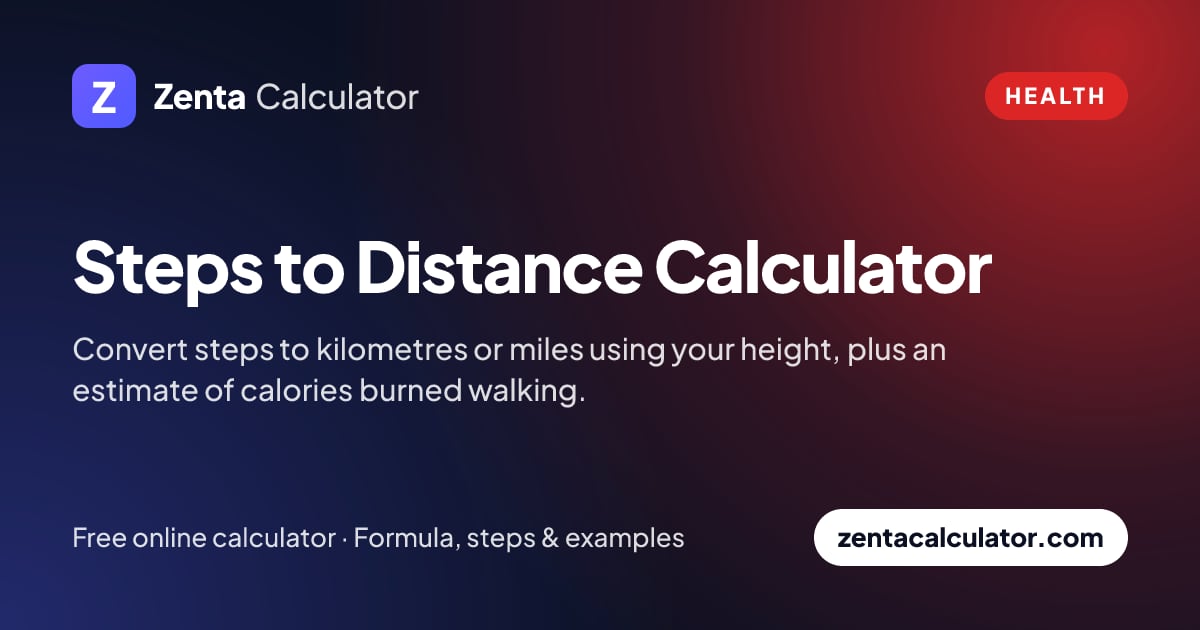 Z Zenta Calculator
HEALTH
Steps to Distance Calculator
Convert steps to kilometres or miles using your height, plus an
estimate of calories burned walking.
Free online calculator · Formula, steps & examples
zentacalculator.com